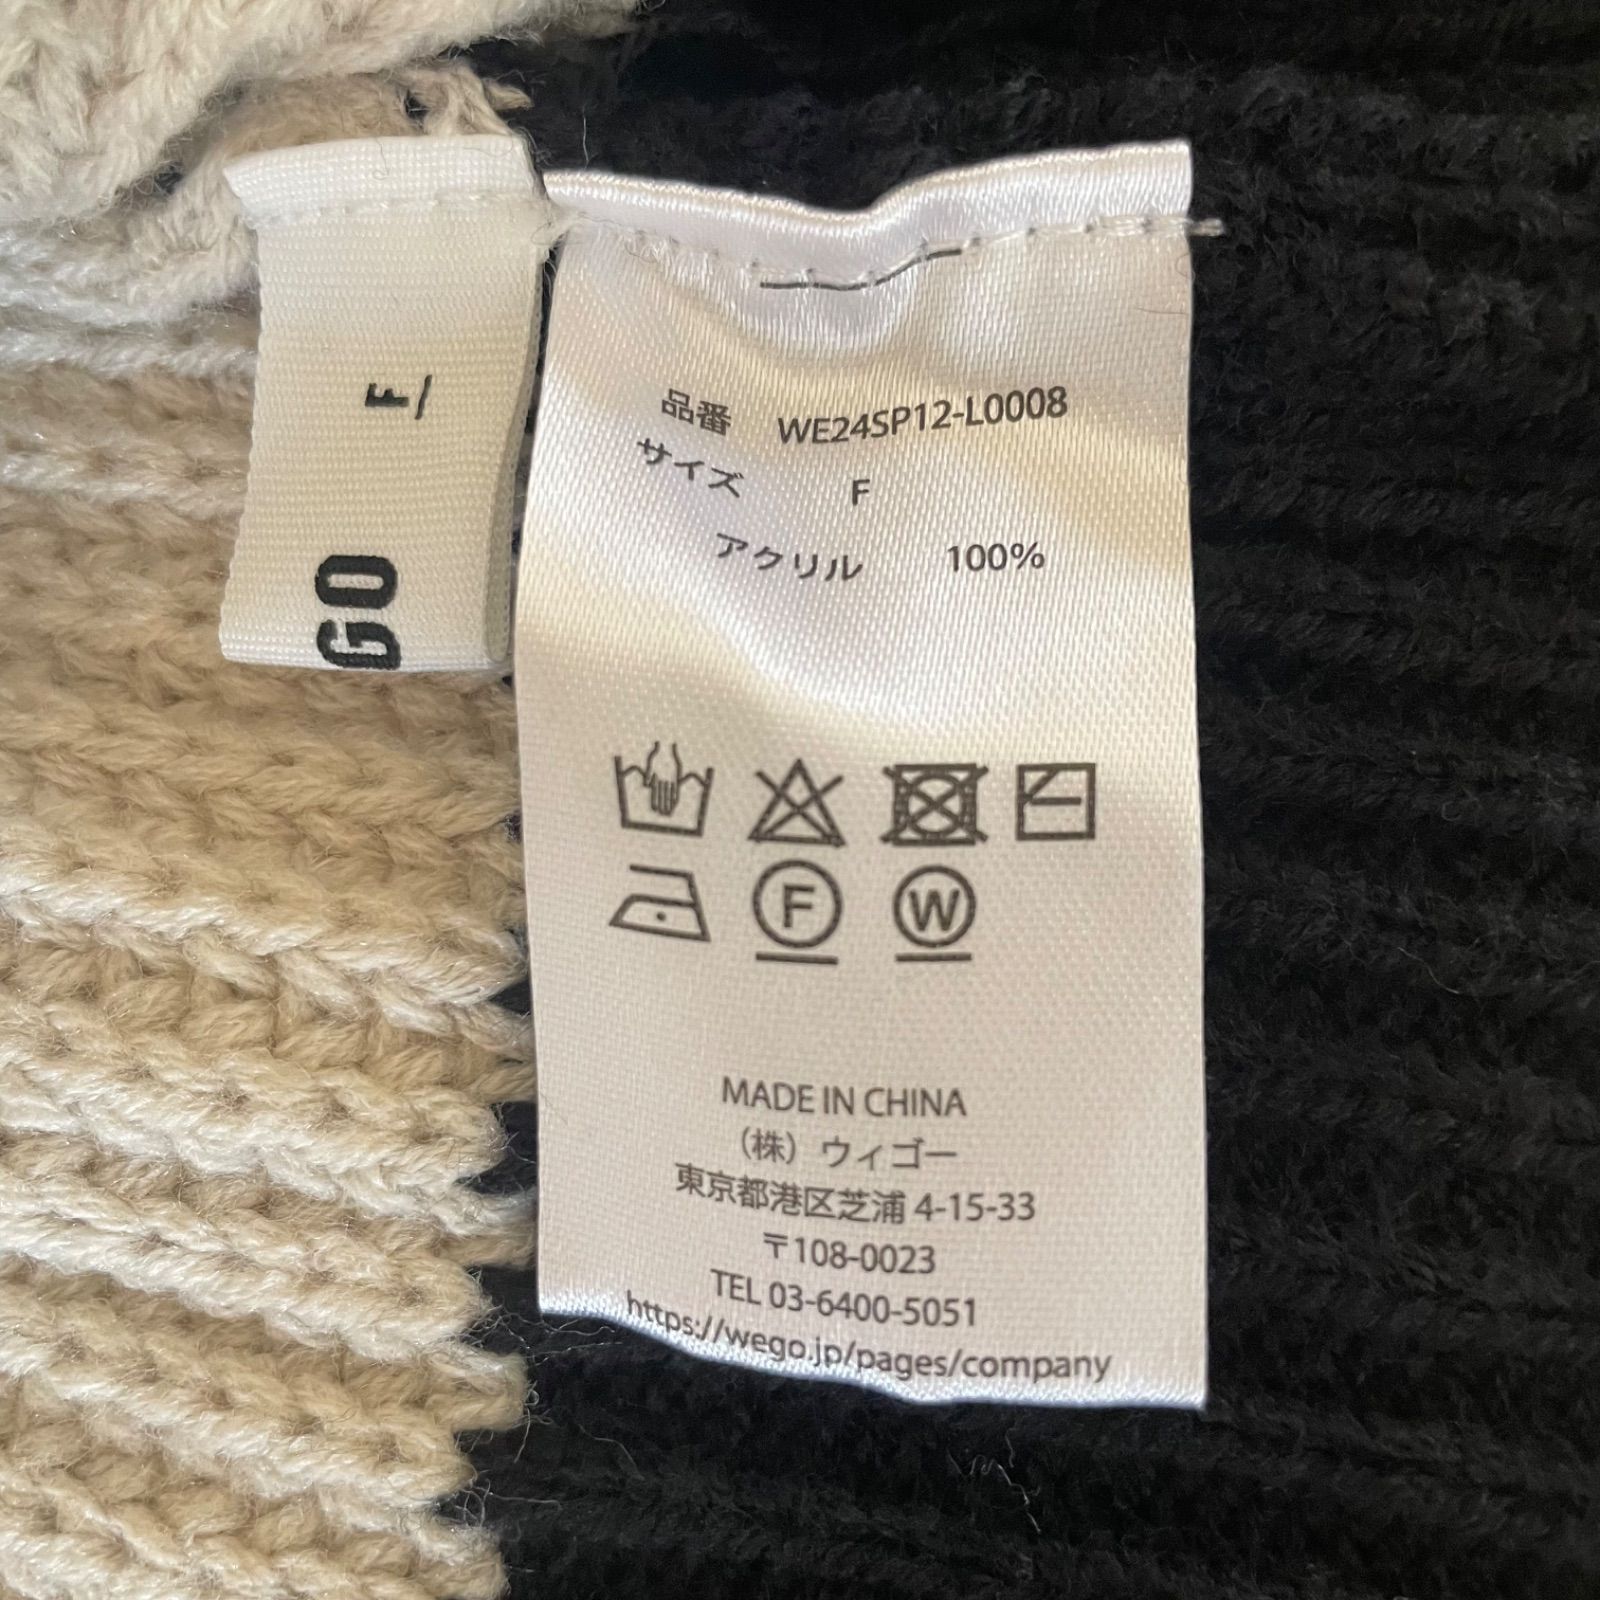 F
GO
品番 WE24SP12-L0008
サイズ F
アクリル 100%
F
W
MADE IN CHINA
（株）ウィゴー
東京都港区芝浦 4-15-33
〒108-0023
TEL 03-6400-5051
https://wego.jp/pages/company